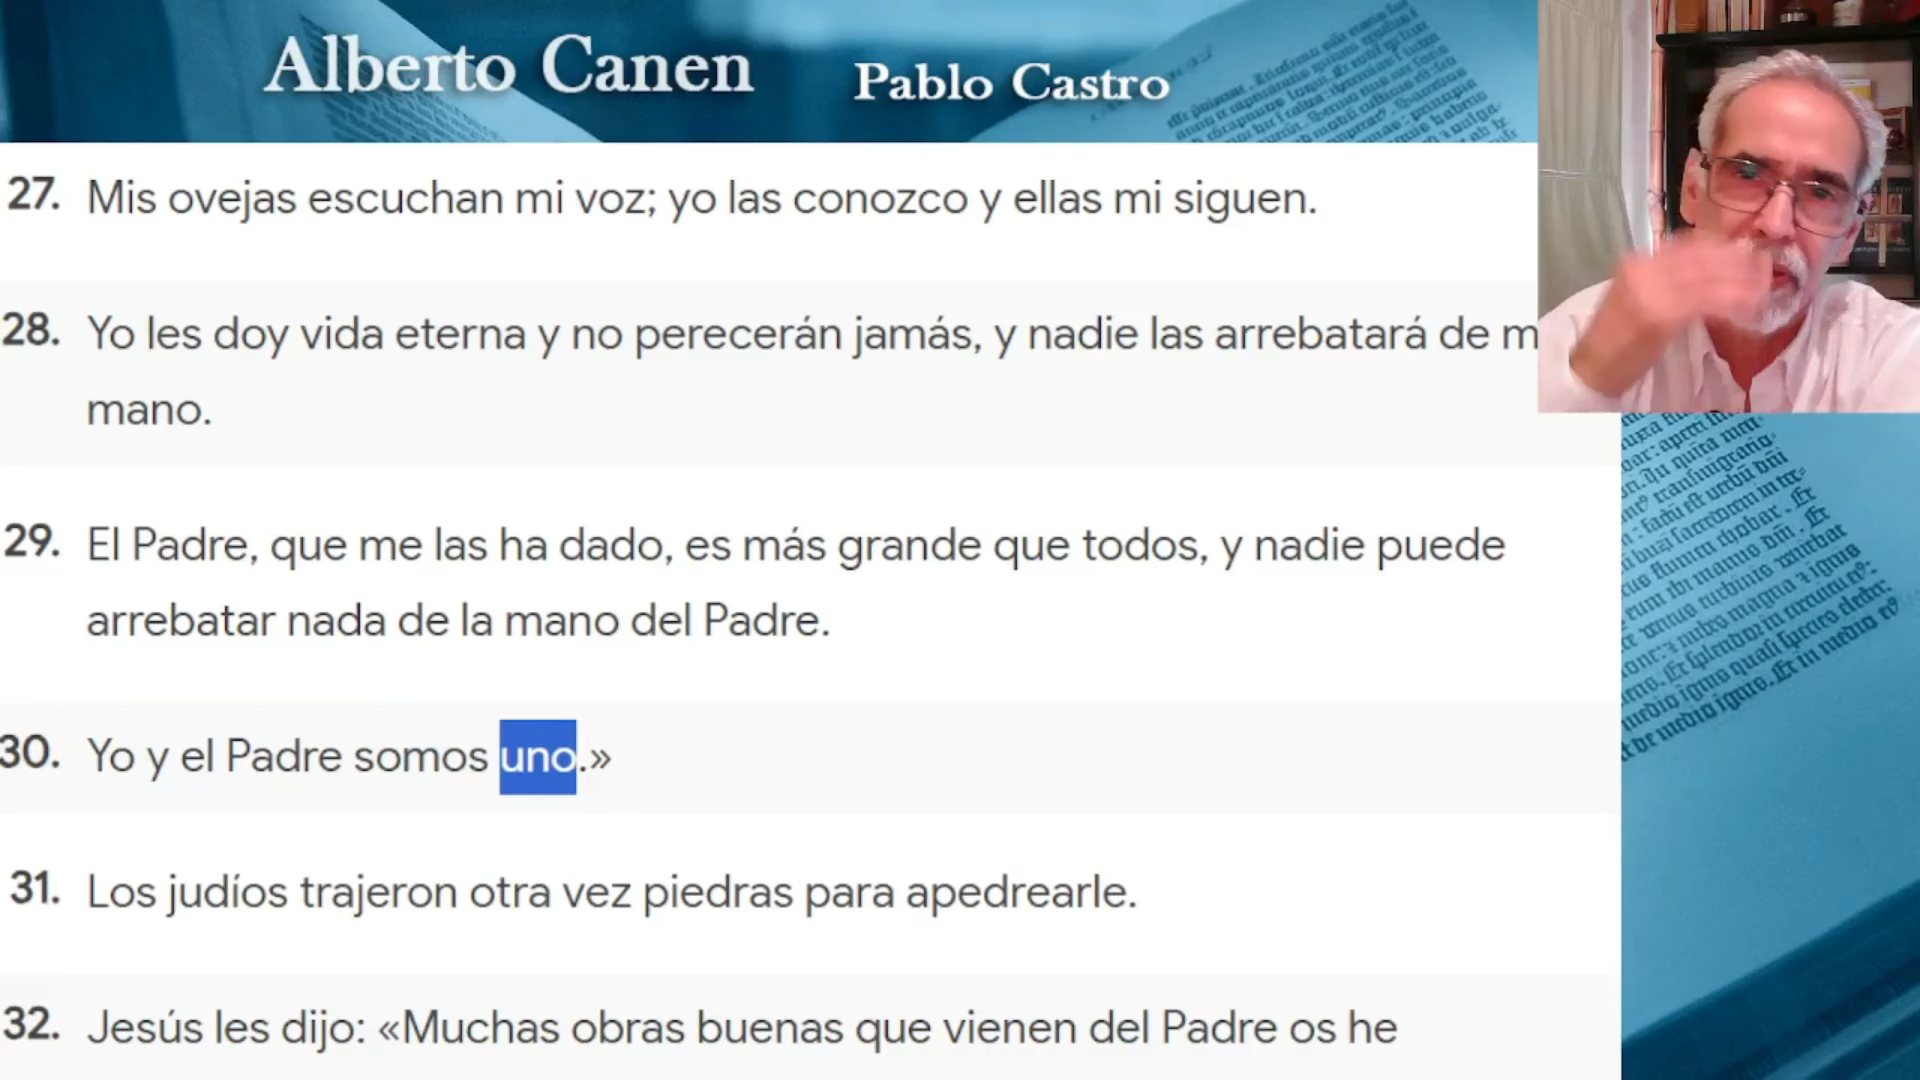 Alberto Canen Pablo Castro
27. Mis ovejas escuchan mi voz; yo las conozco y ellas mi siguen.
28. Yo les doy vida eterna y no perecerán jamás, y nadie las arrebatará de m
mano.
29. El Padre, que me las ha dado, es más grande que todos, y nadie puede
arrebatar nada de la mano del Padre.
30. Yo y el Padre somos uno.»
31. Los judíos trajeron otra vez piedras para apedrearle.
32. Jesús les dijo: «Muchas obras buenas que vienen del Padre os he